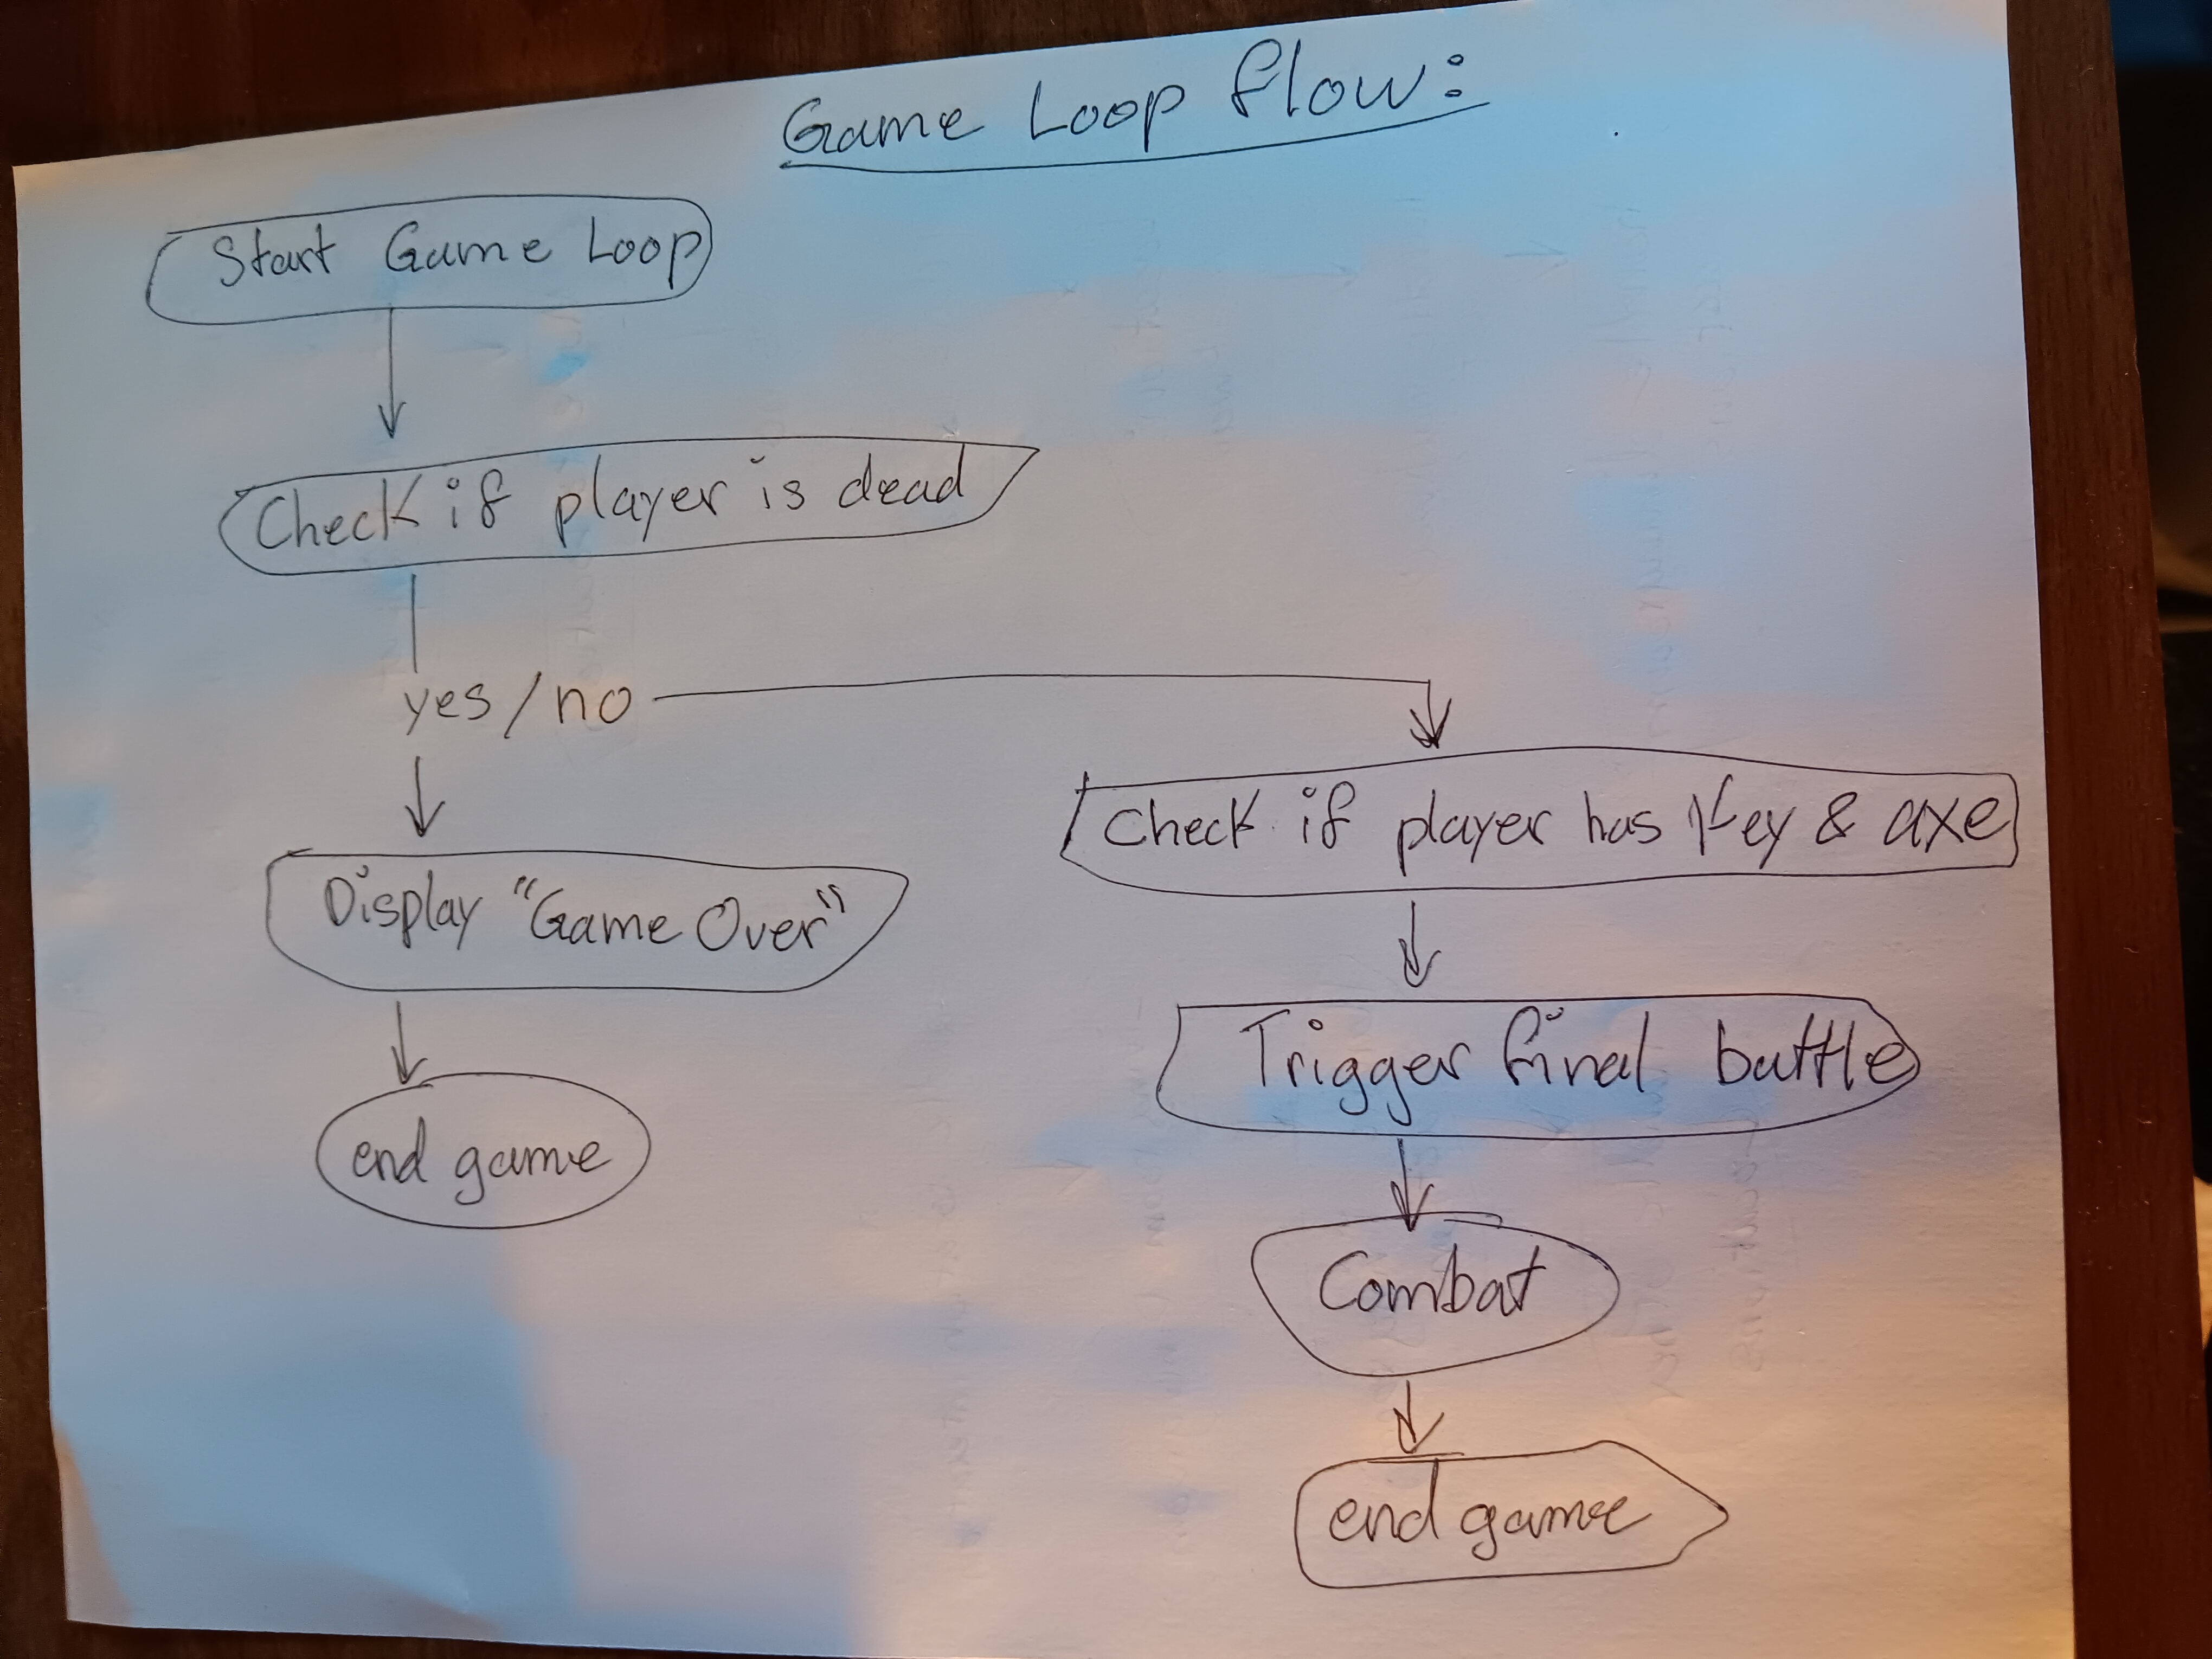 Game Loop Flow:
Start Game Loop
Check if player is dead
yes / no
Display "Game Over"
end game
Check if player has key & axe
Trigger final battle
Combat
end game